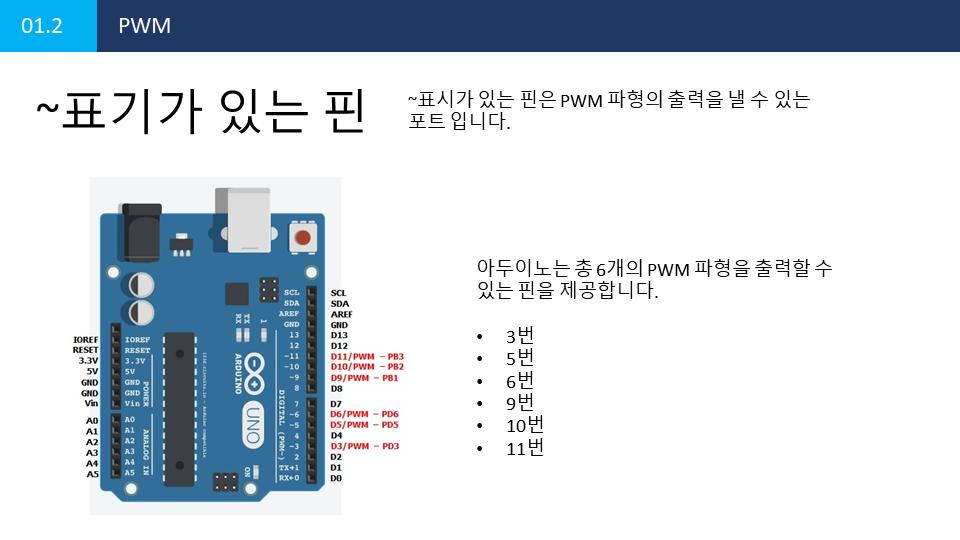 01.2
PWM
~표기가 있는 핀
~표시가 있는 핀은 PWM 파형의 출력을 낼 수 있는
포트 입니다.
아두이노는 총 6개의 PWM 파형을 출력할 수
있는 핀을 제공합니다.
• 3번
• 5번
• 6번
• 9번
• 10번
• 11번
IOREF
RESET
3.3V
5V
GND
GND
Vin
A0
A1
A2
A3
A4
A5
IOREF
RESET
3.3V
5V
GND
GND
Vin
POWER
A0
A1
A2
A3
A4
A5
ANALOG IN
RX
TX
1
ARDUINO
UNO
ON
DIGITAL (PWM~)
SCL
SDA
AREF
GND
13
12
~11
~10
~9
8
7
~6
~5
4
~3
2
TX→1
RX←0
SCL
SDA
AREF
GND
D13
D12
D11/PWM – PB3
D10/PWM – PB2
D9/PWM – PB1
D8
D7
D6/PWM – PD6
D5/PWM – PD5
D4
D3/PWM – PD3
D2
D1
D0